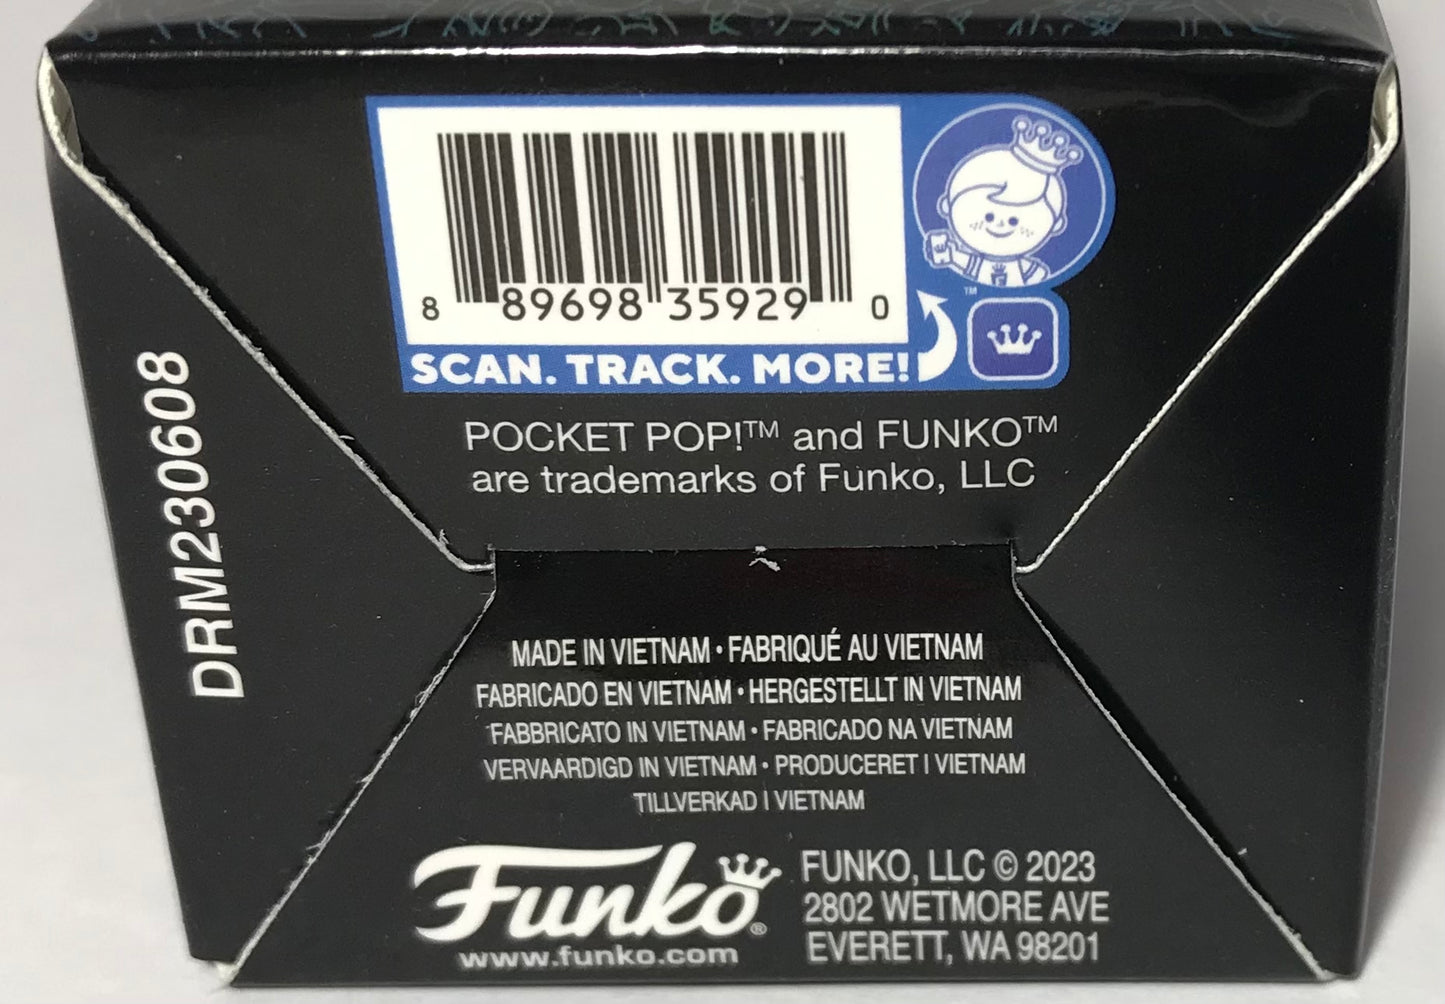 8 89698 35929 0
™
SCAN. TRACK. MORE!
POCKET POP!™ and FUNKO™
are trademarks of Funko, LLC
DRM230608
MADE IN VIETNAM • FABRIQUÉ AU VIETNAM
FABRICADO EN VIETNAM • HERGESTELLT IN VIETNAM
FABBRICATO IN VIETNAM • FABRICADO NA VIETNAM
VERVAARDIGD IN VIETNAM • PRODUCERET I VIETNAM
TILLVERKAD I VIETNAM
Funko®
www.funko.com
FUNKO, LLC © 2023
2802 WETMORE AVE
EVERETT, WA 98201